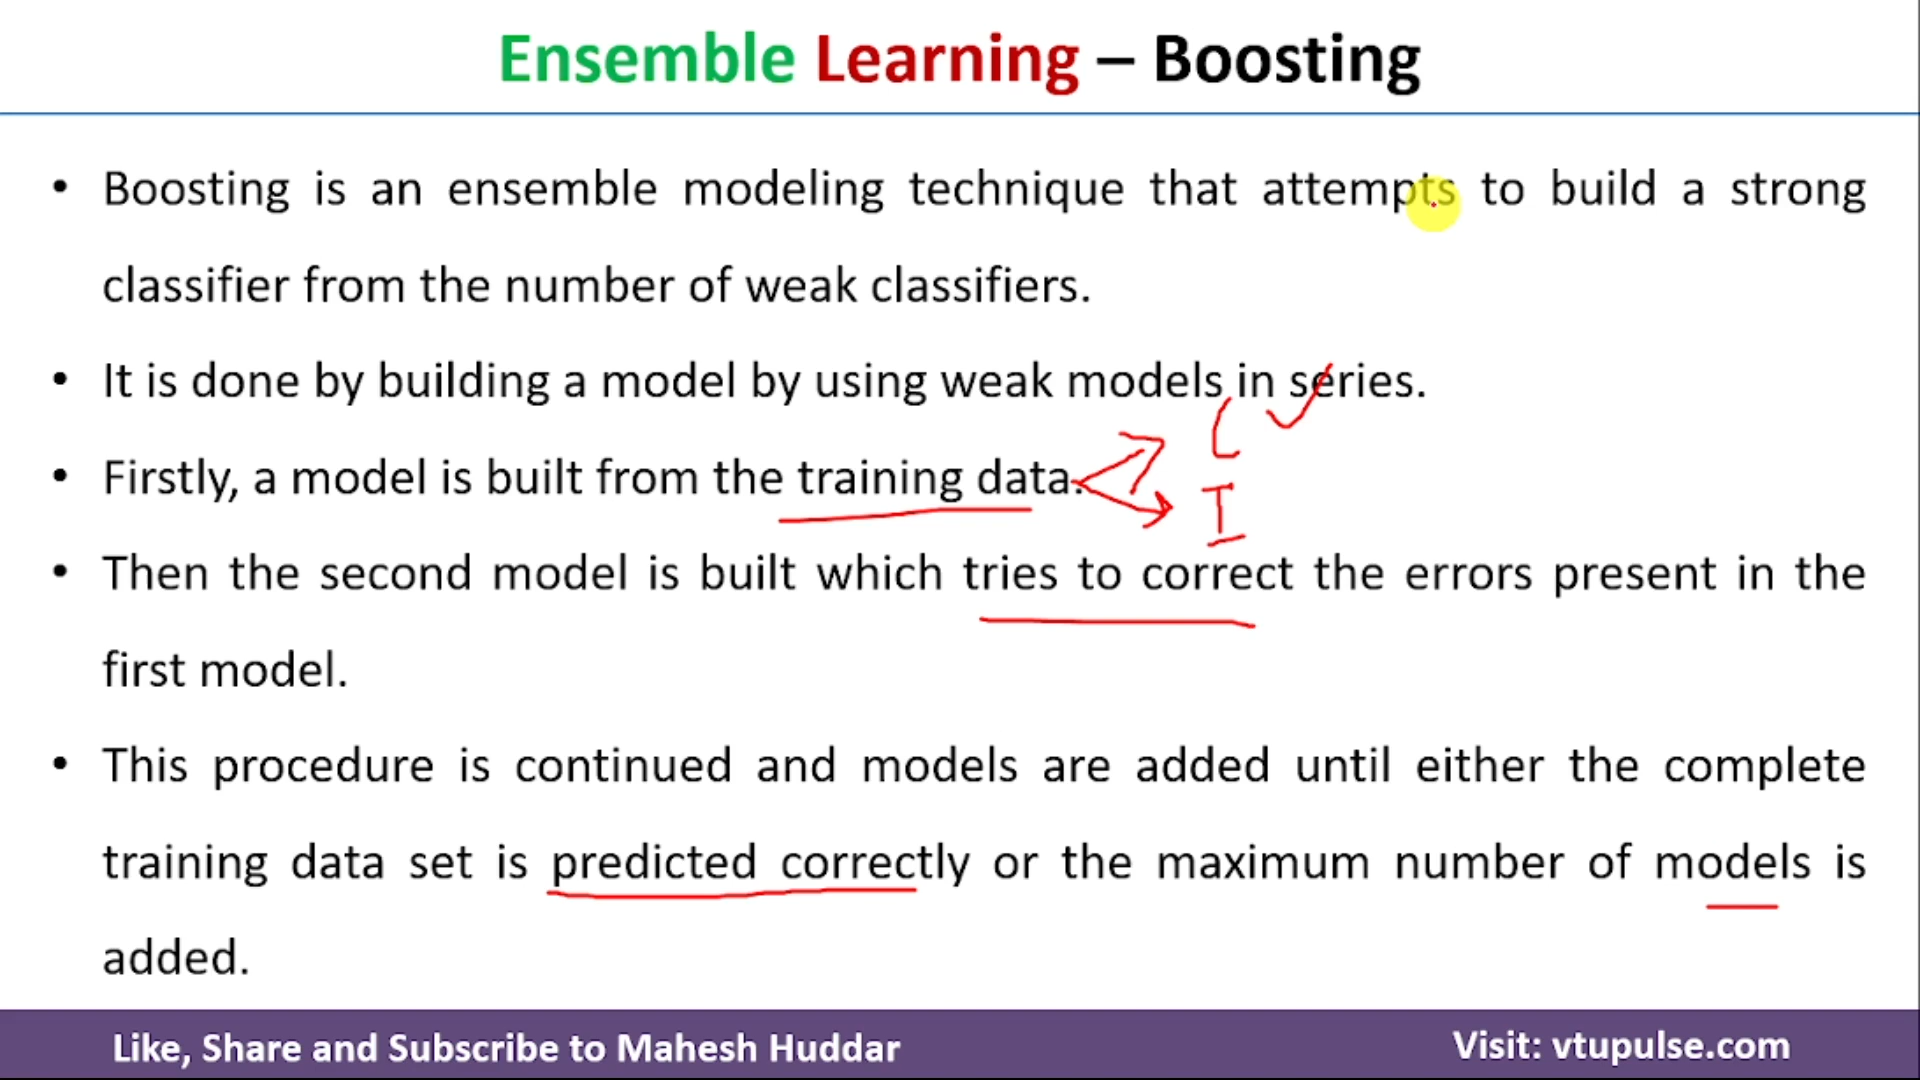 Ensemble Learning – Boosting
• Boosting is an ensemble modeling technique that attempts to build a strong
classifier from the number of weak classifiers.
• It is done by building a model by using weak models in series.
C
• Firstly, a model is built from the training data.
I
• Then the second model is built which tries to correct the errors present in the
first model.
• This procedure is continued and models are added until either the complete
training data set is predicted correctly or the maximum number of models is
added.
Like, Share and Subscribe to Mahesh Huddar
Visit: vtupulse.com